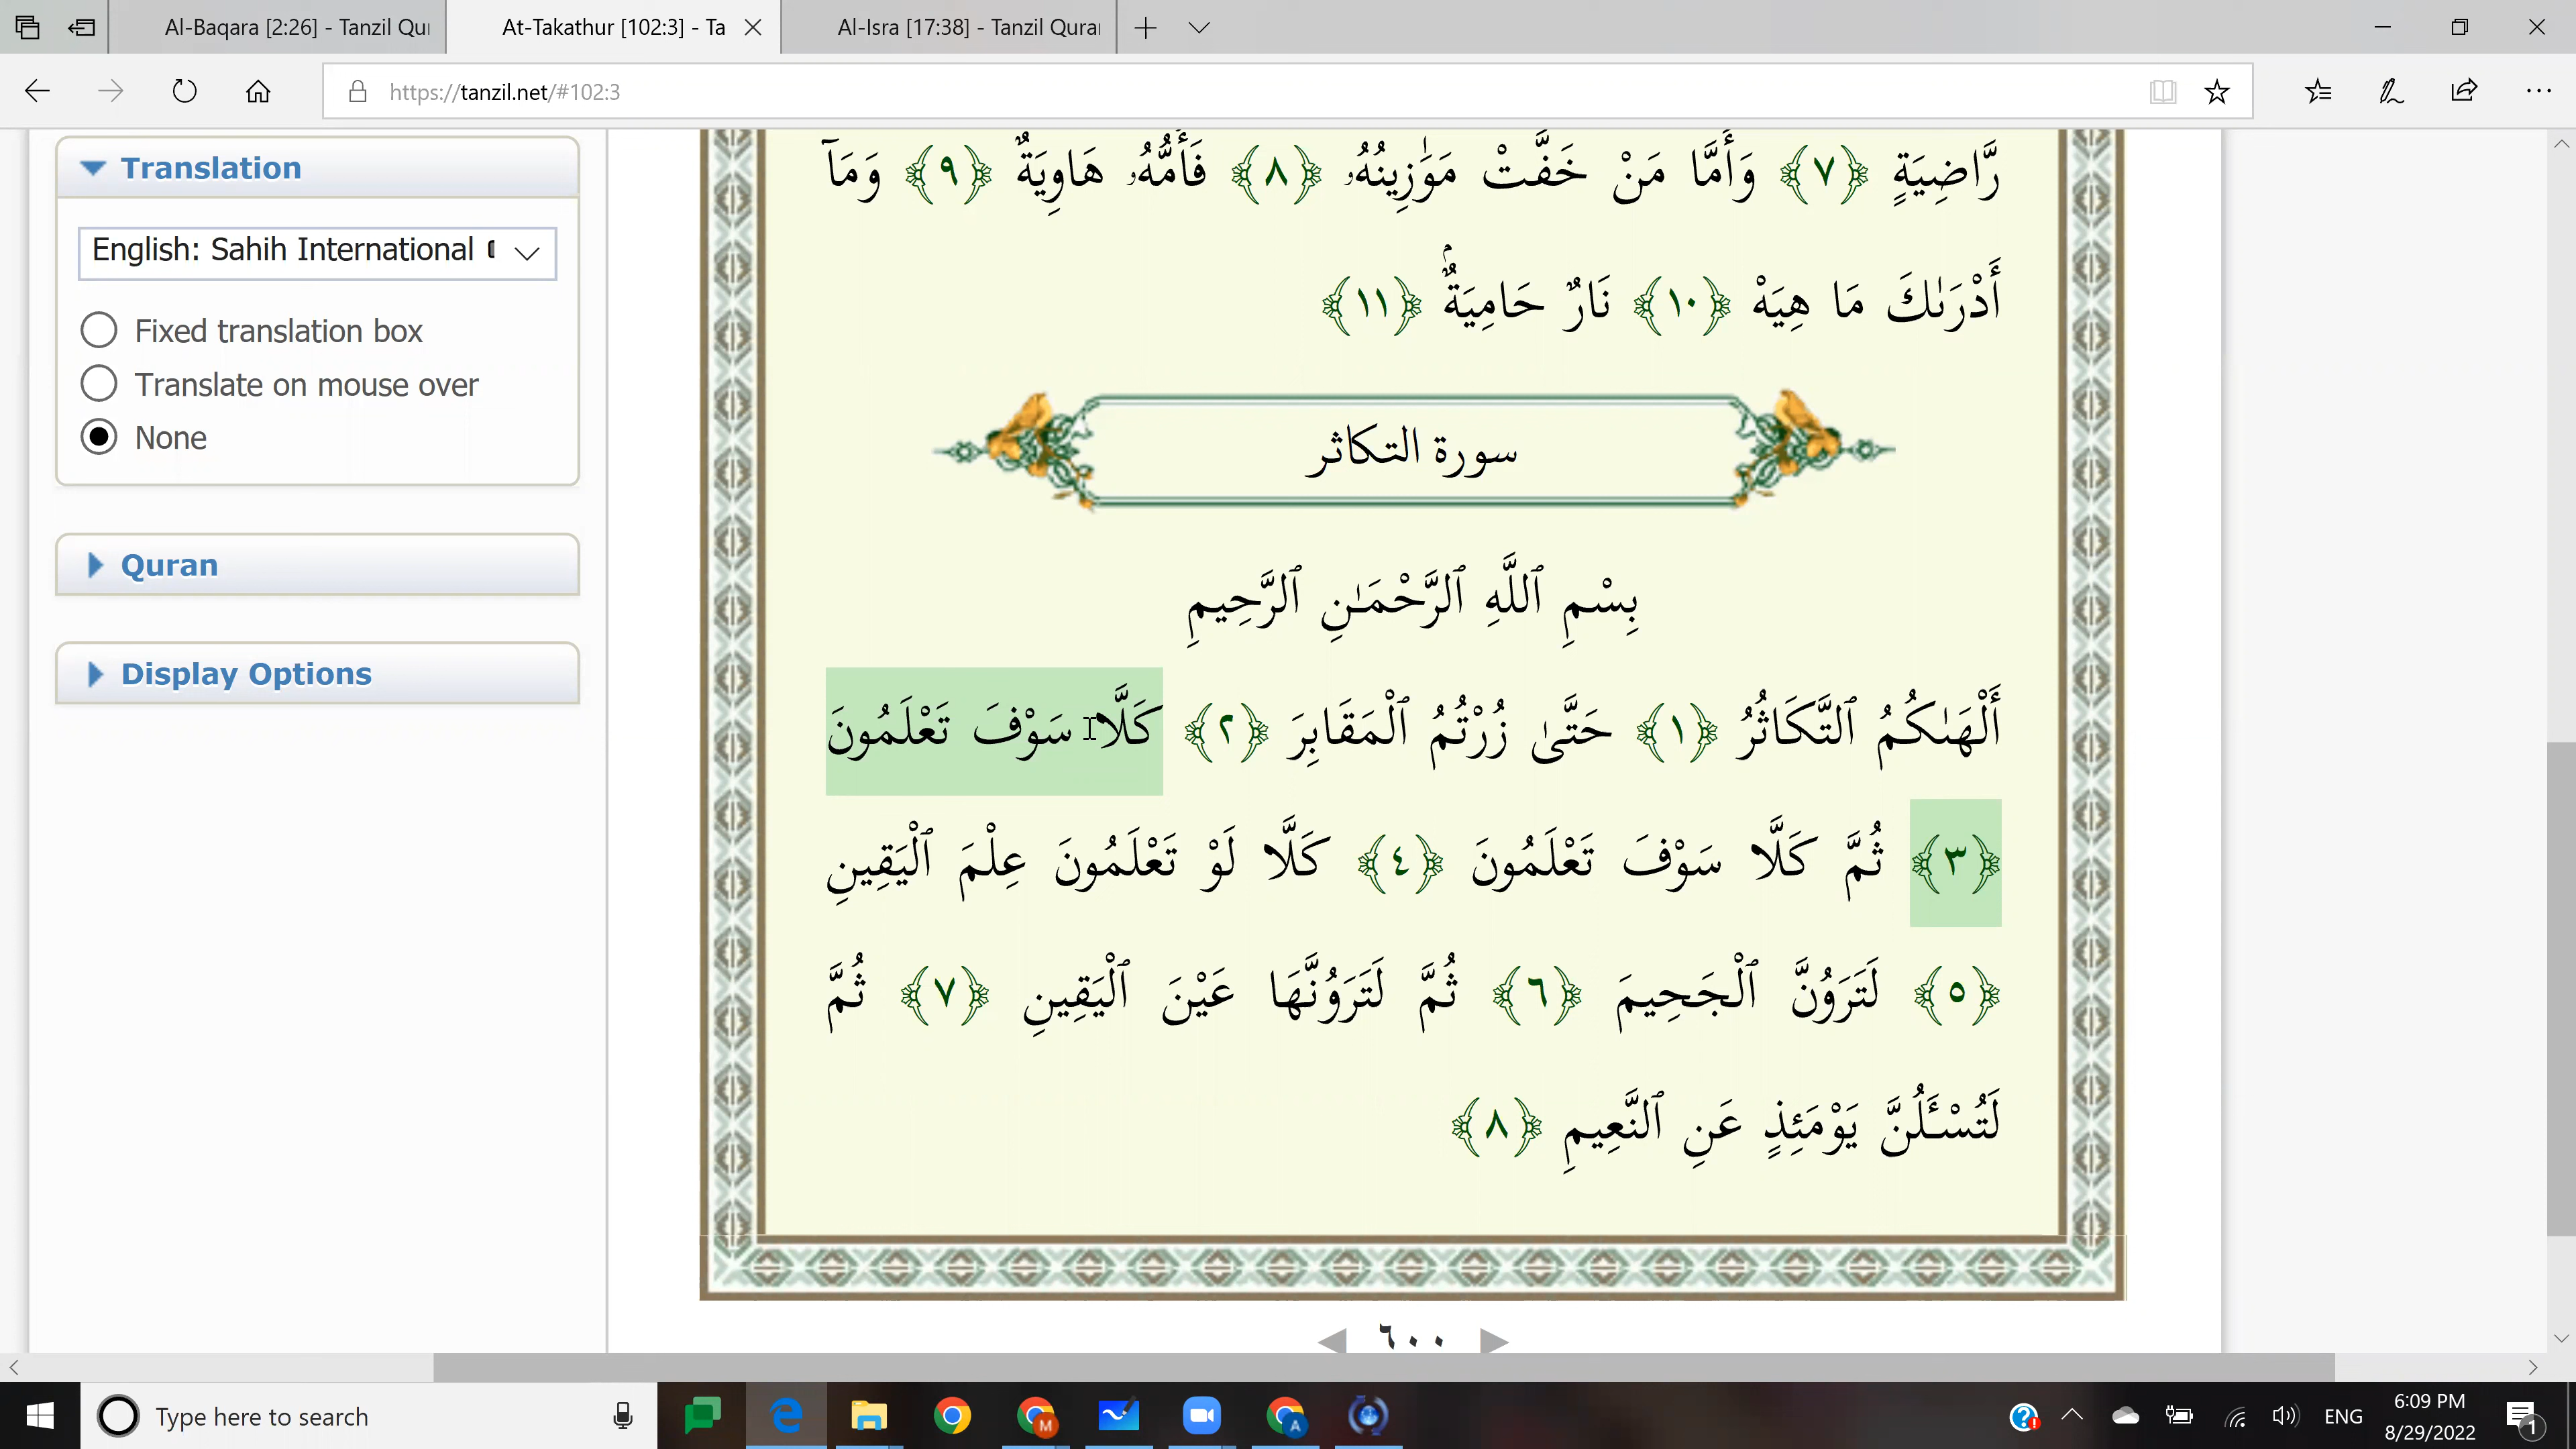 Al-Baqara [2:26] - Tanzil Qu
At-Takathur [102:3] - Ta
Al-Isra [17:38] - Tanzil Quran
https://tanzil.net/#102:3
Translation
English: Sahih International
Fixed translation box
Translate on mouse over
None
Quran
Display Options
رَّاضِيَةٍ ﴿٧﴾ وَأَمَّا مَنْ خَفَّتْ مَوَٰزِينُهُۥ ﴿٨﴾ فَأُمُّهُۥ هَاوِيَةٌ ﴿٩﴾ وَمَآ
أَدْرَىٰكَ مَا هِيَهْ ﴿١٠﴾ نَارٌ حَامِيَةٌۢ ﴿١١﴾
سورة التكاثر
بِسْمِ ٱللَّهِ ٱلرَّحْمَـٰنِ ٱلرَّحِيمِ
أَلْهَىٰكُمُ ٱلتَّكَاثُرُ ﴿١﴾ حَتَّىٰ زُرْتُمُ ٱلْمَقَابِرَ ﴿٢﴾ كَلَّا سَوْفَ تَعْلَمُونَ
﴿٣﴾ ثُمَّ كَلَّا سَوْفَ تَعْلَمُونَ ﴿٤﴾ كَلَّا لَوْ تَعْلَمُونَ عِلْمَ ٱلْيَقِينِ
﴿٥﴾ لَتَرَوُنَّ ٱلْجَحِيمَ ﴿٦﴾ ثُمَّ لَتَرَوُنَّهَا عَيْنَ ٱلْيَقِينِ ﴿٧﴾ ثُمَّ
لَتُسْـَٔلُنَّ يَوْمَئِذٍ عَنِ ٱلنَّعِيمِ ﴿٨﴾
٦٠٠
Type here to search
M
A
ENG
6:09 PM
8/29/2022
1